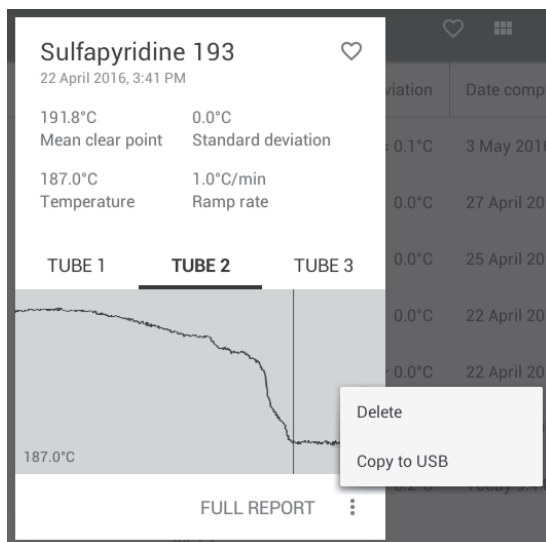 Sulfapyridine 193
22 April 2016, 3:41 PM
191.8°C 0.0°C
Mean clear point Standard deviation
187.0°C 1.0°C/min
Temperature Ramp rate
TUBE 1 TUBE 2 TUBE 3
187.0°C
FULL REPORT
Delete
Copy to USB
viation Date comp
0.1°C 3 May 2016
0.0°C 27 April 20
0.0°C 25 April 20
0.0°C 22 April 20
0.0°C 22 April 20